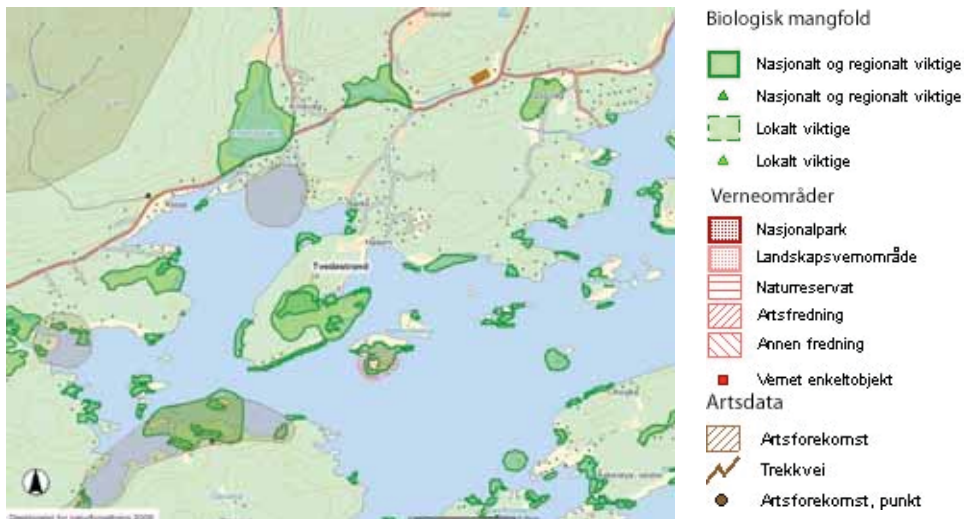 Tvedestrand
Biologisk mangfold
Nasjonalt og regionalt viktige
Nasjonalt og regionalt viktige
Lokalt viktige
Lokalt viktige
Verneområder
Nasjonalpark
Landskapsvernområde
Naturreservat
Artsfredning
Annen fredning
Vernet enkeltobjekt
Artsdata
Artsforekomst
Trekkvei
Artsforekomst, punkt